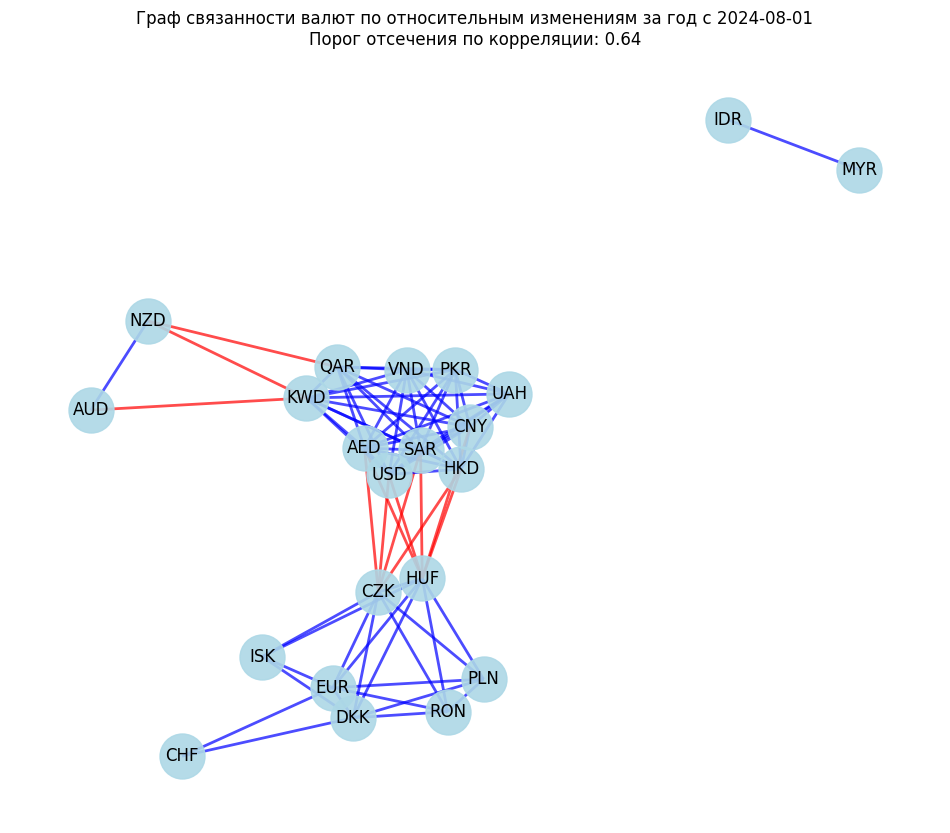 Граф связанности валют по относительным изменениям за год с 2024-08-01
Порог отсечения по корреляции: 0.64
IDR
MYR
NZD
QAR
VND
PKR
UAH
KWD
AUD
CNY
AED
SAR
HKD
USD
HUF
CZK
ISK
PLN
EUR
RON
DKK
CHF